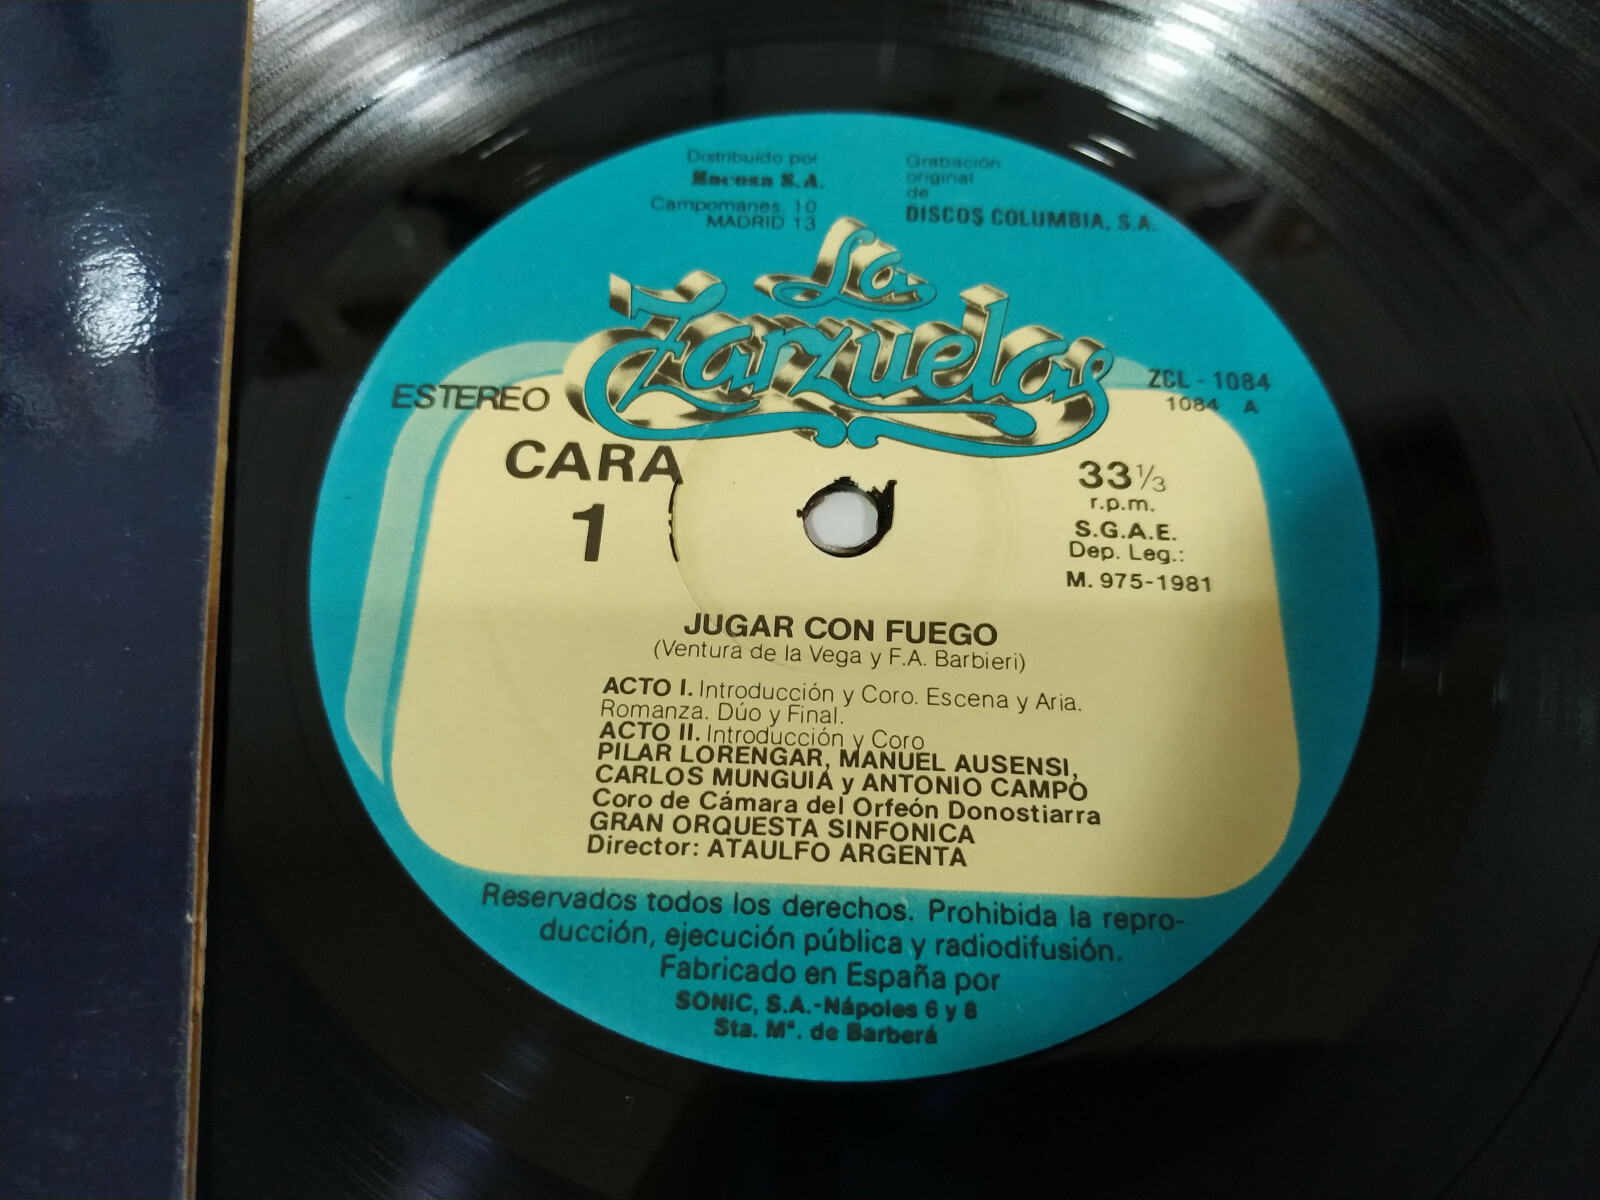 Distribuido por
Zacosa S.A.
Campomanes, 10
MADRID 13
Grabación
original
de
DISCOS COLUMBIA, S.A.
La
Zarzuela
ESTEREO
ZCL - 1084
1084 A
CARA
1
33 1/3
r.p.m.
S.G.A.E.
Dep. Leg.:
M. 975-1981
JUGAR CON FUEGO
(Ventura de la Vega y F.A. Barbieri)
ACTO I. Introducción y Coro. Escena y Aria.
Romanza. Dúo y Final.
ACTO II. Introducción y Coro
PILAR LORENGAR, MANUEL AUSENSI,
CARLOS MUNGUIA y ANTONIO CAMPO
Coro de Cámara del Orfeón Donostiarra
GRAN ORQUESTA SINFONICA
Director: ATAULFO ARGENTA
Reservados todos los derechos. Prohibida la repro-
ducción, ejecución pública y radiodifusión.
Fabricado en España por
SONIC, S.A.-Nápoles 6 y 8
Sta. Mª. de Barberá